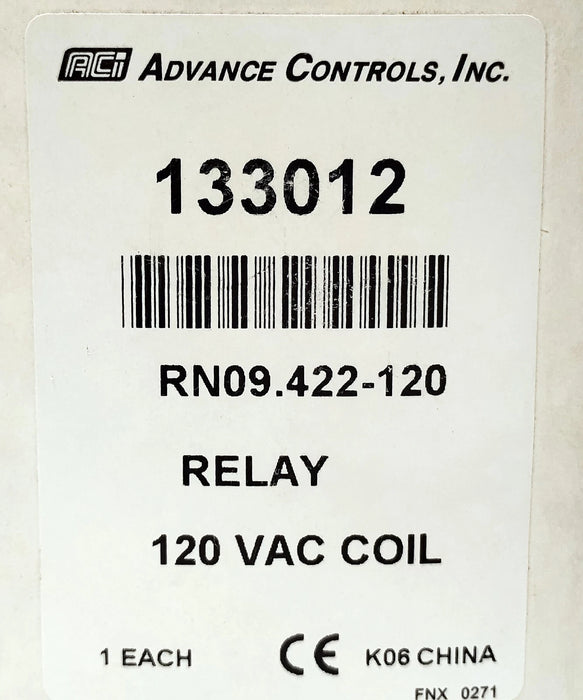 ACi ADVANCE CONTROLS, INC.
133012
RN09.422-120
RELAY
120 VAC COIL
1 EACH CE K06 CHINA
FNX 0271